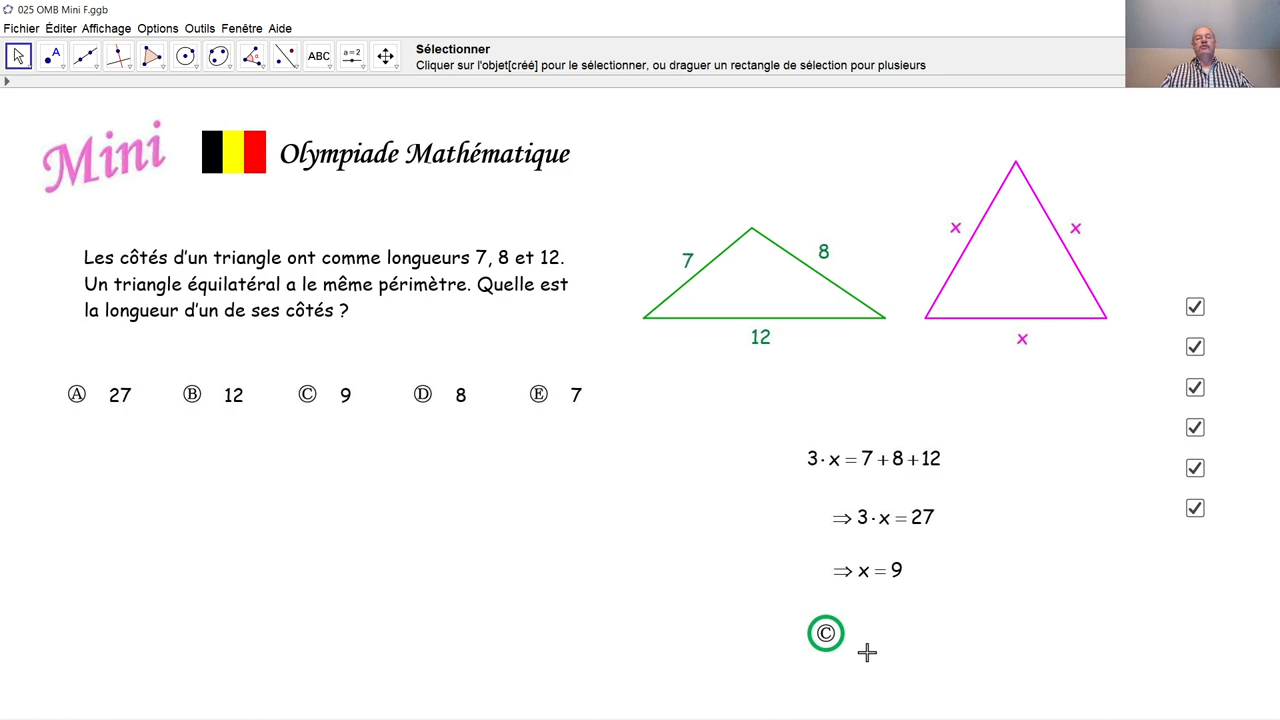 025 OMB Mini F.ggb
Fichier Éditer Affichage Options Outils Fenêtre Aide
A
ABC
a=2
Sélectionner
Cliquer sur l'objet[créé] pour le sélectionner, ou draguer un rectangle de sélection pour plusieurs
Mini
Olympiade Mathématique
Les côtés d'un triangle ont comme longueurs 7, 8 et 12.
Un triangle équilatéral a le même périmètre. Quelle est
la longueur d'un de ses côtés ?
Ⓐ 27 Ⓑ 12 Ⓒ 9 Ⓓ 8 Ⓔ 7
7
8
12
x
x
x
3·x = 7+8+12
⇒ 3·x = 27
⇒ x = 9
Ⓒ